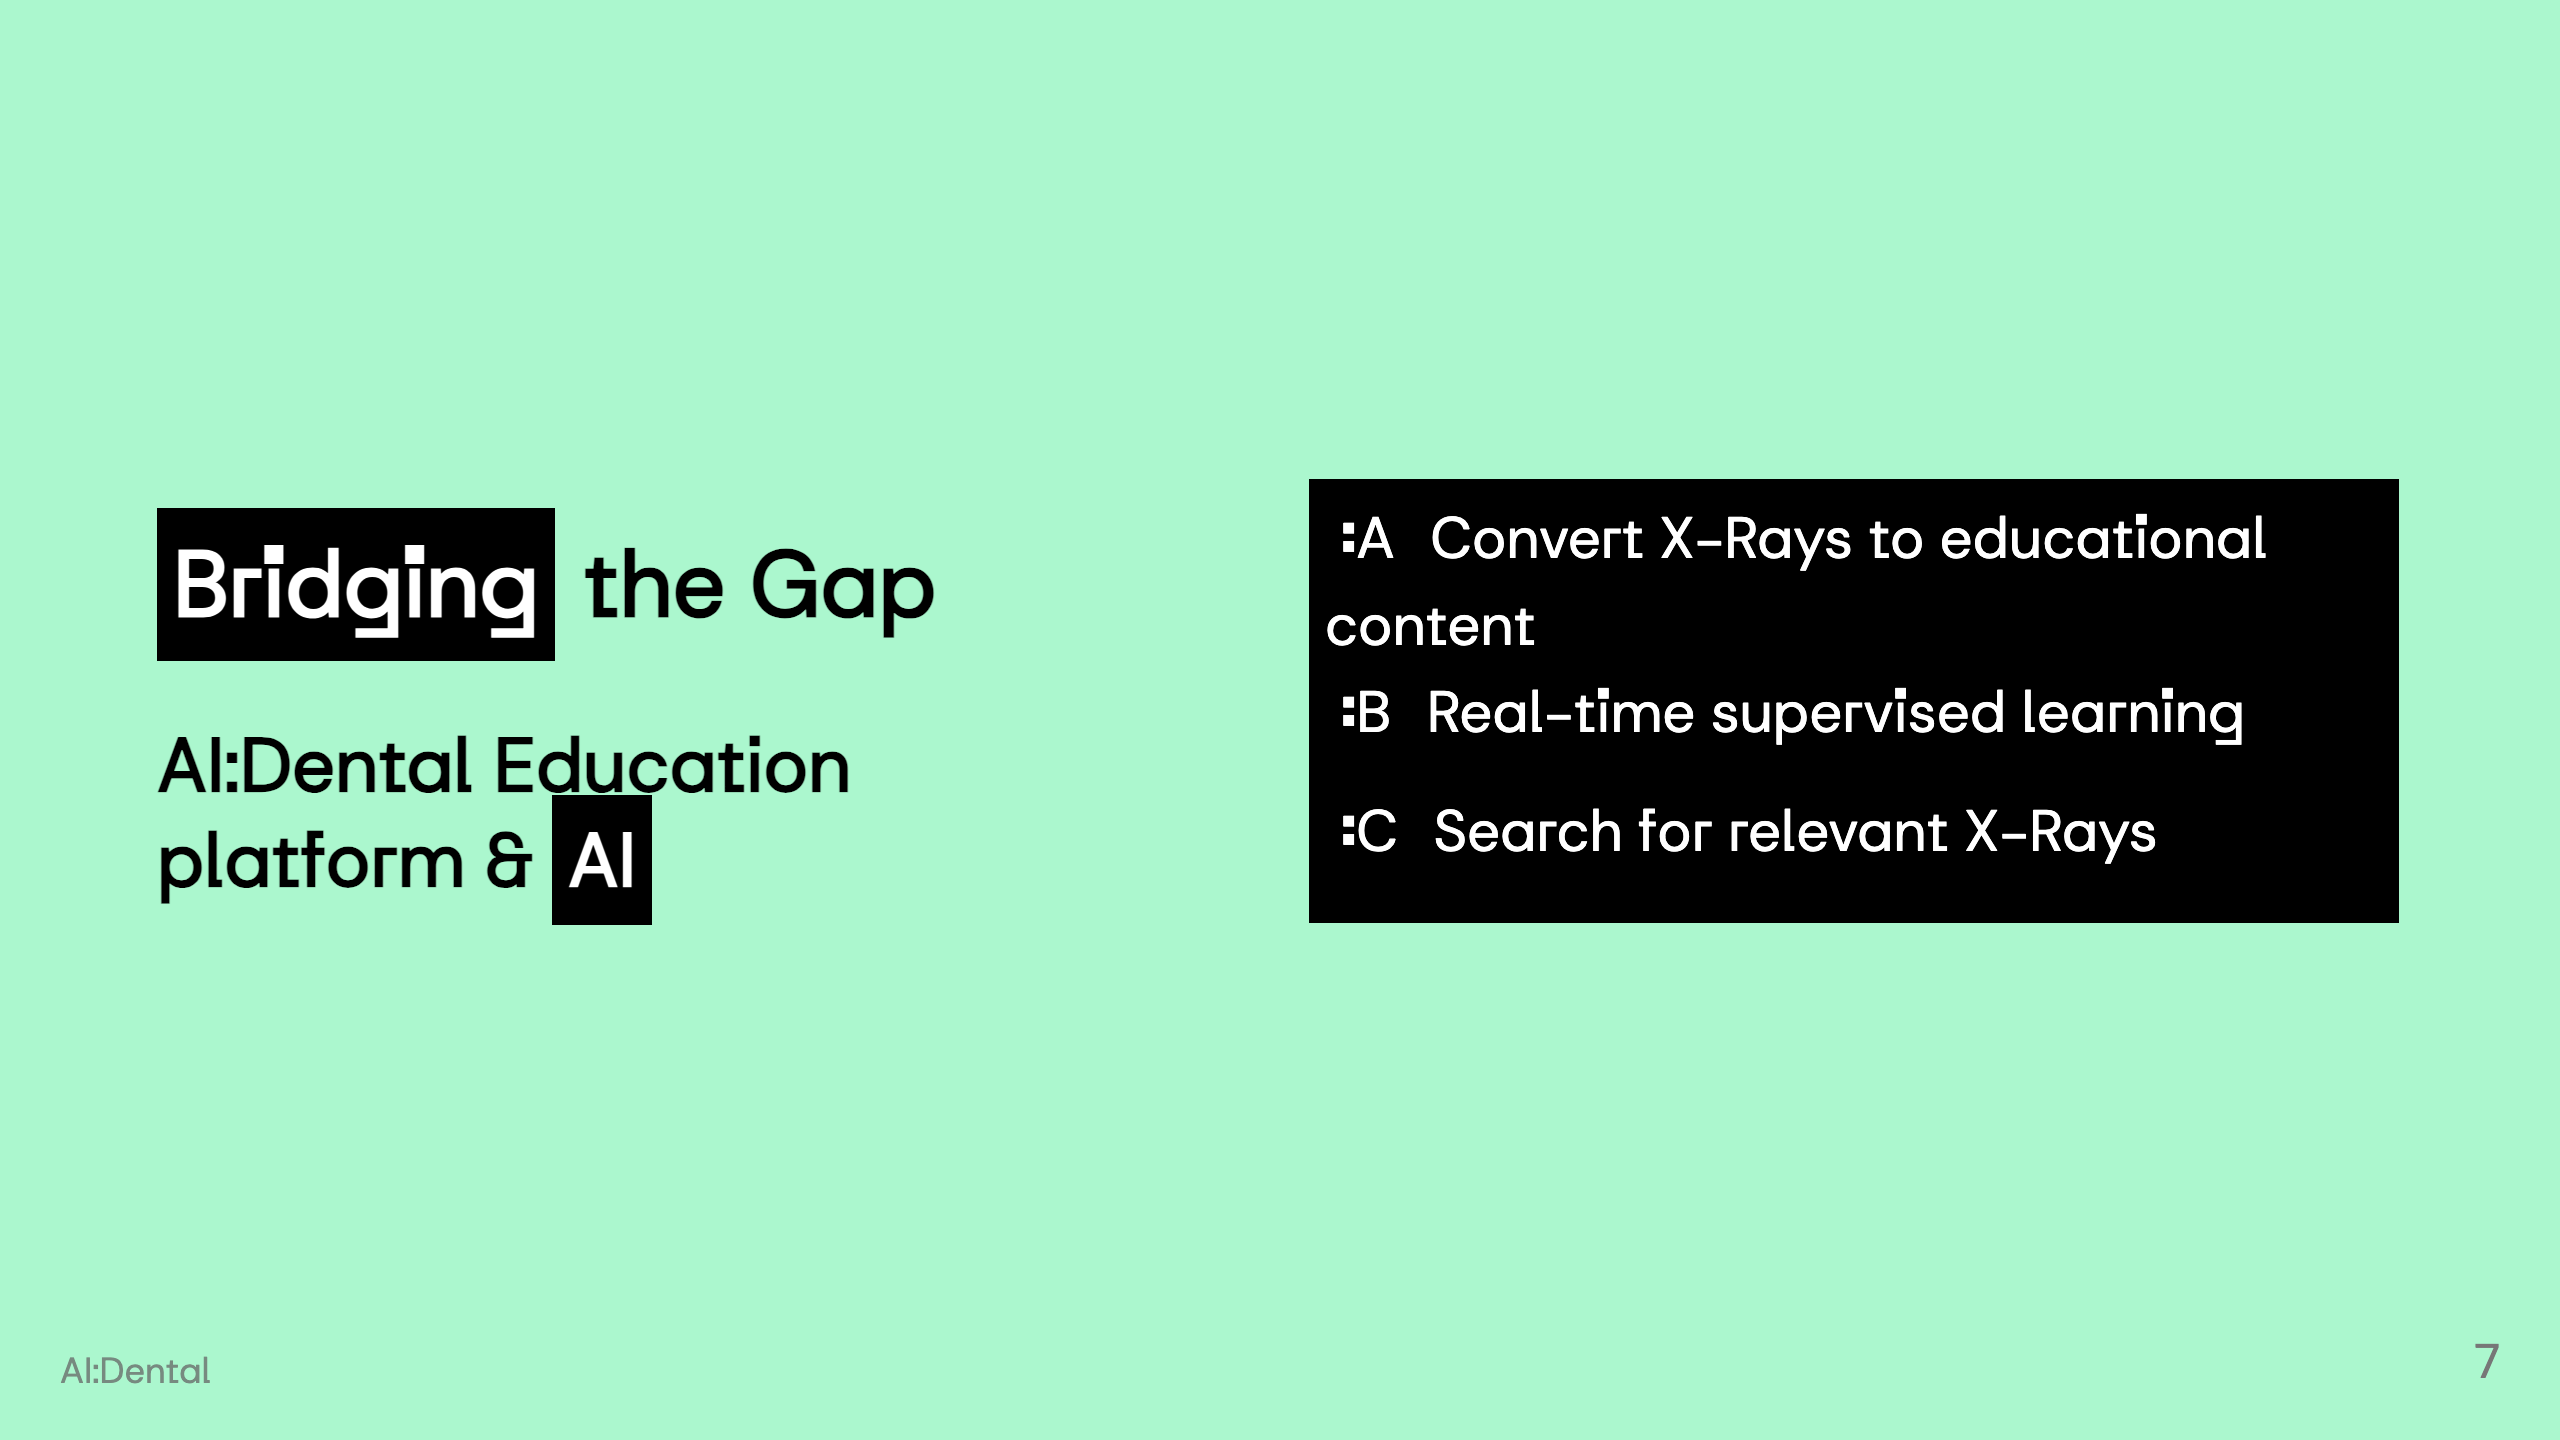 Bridging the Gap
AI:Dental Education
platform & AI
:A Convert X-Rays to educational
content
:B Real-time supervised learning
:C Search for relevant X-Rays
AI:Dental
7